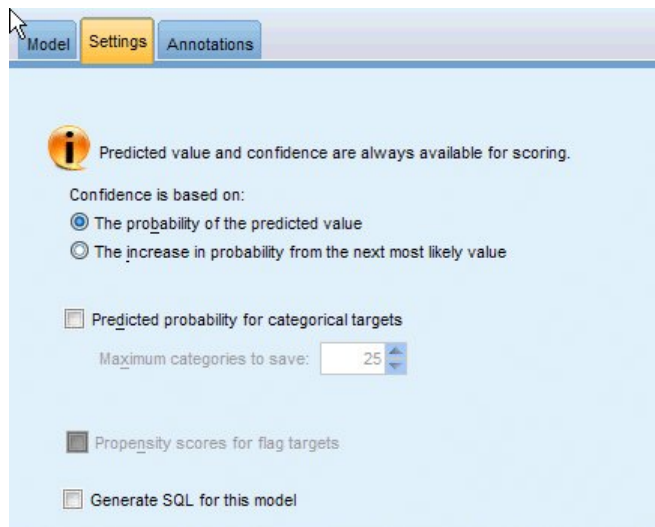 Model Settings Annotations
Predicted value and confidence are always available for scoring.
Confidence is based on:
The probability of the predicted value
The increase in probability from the next most likely value
Predicted probability for categorical targets
Maximum categories to save: 25
Propensity scores for flag targets
Generate SQL for this model